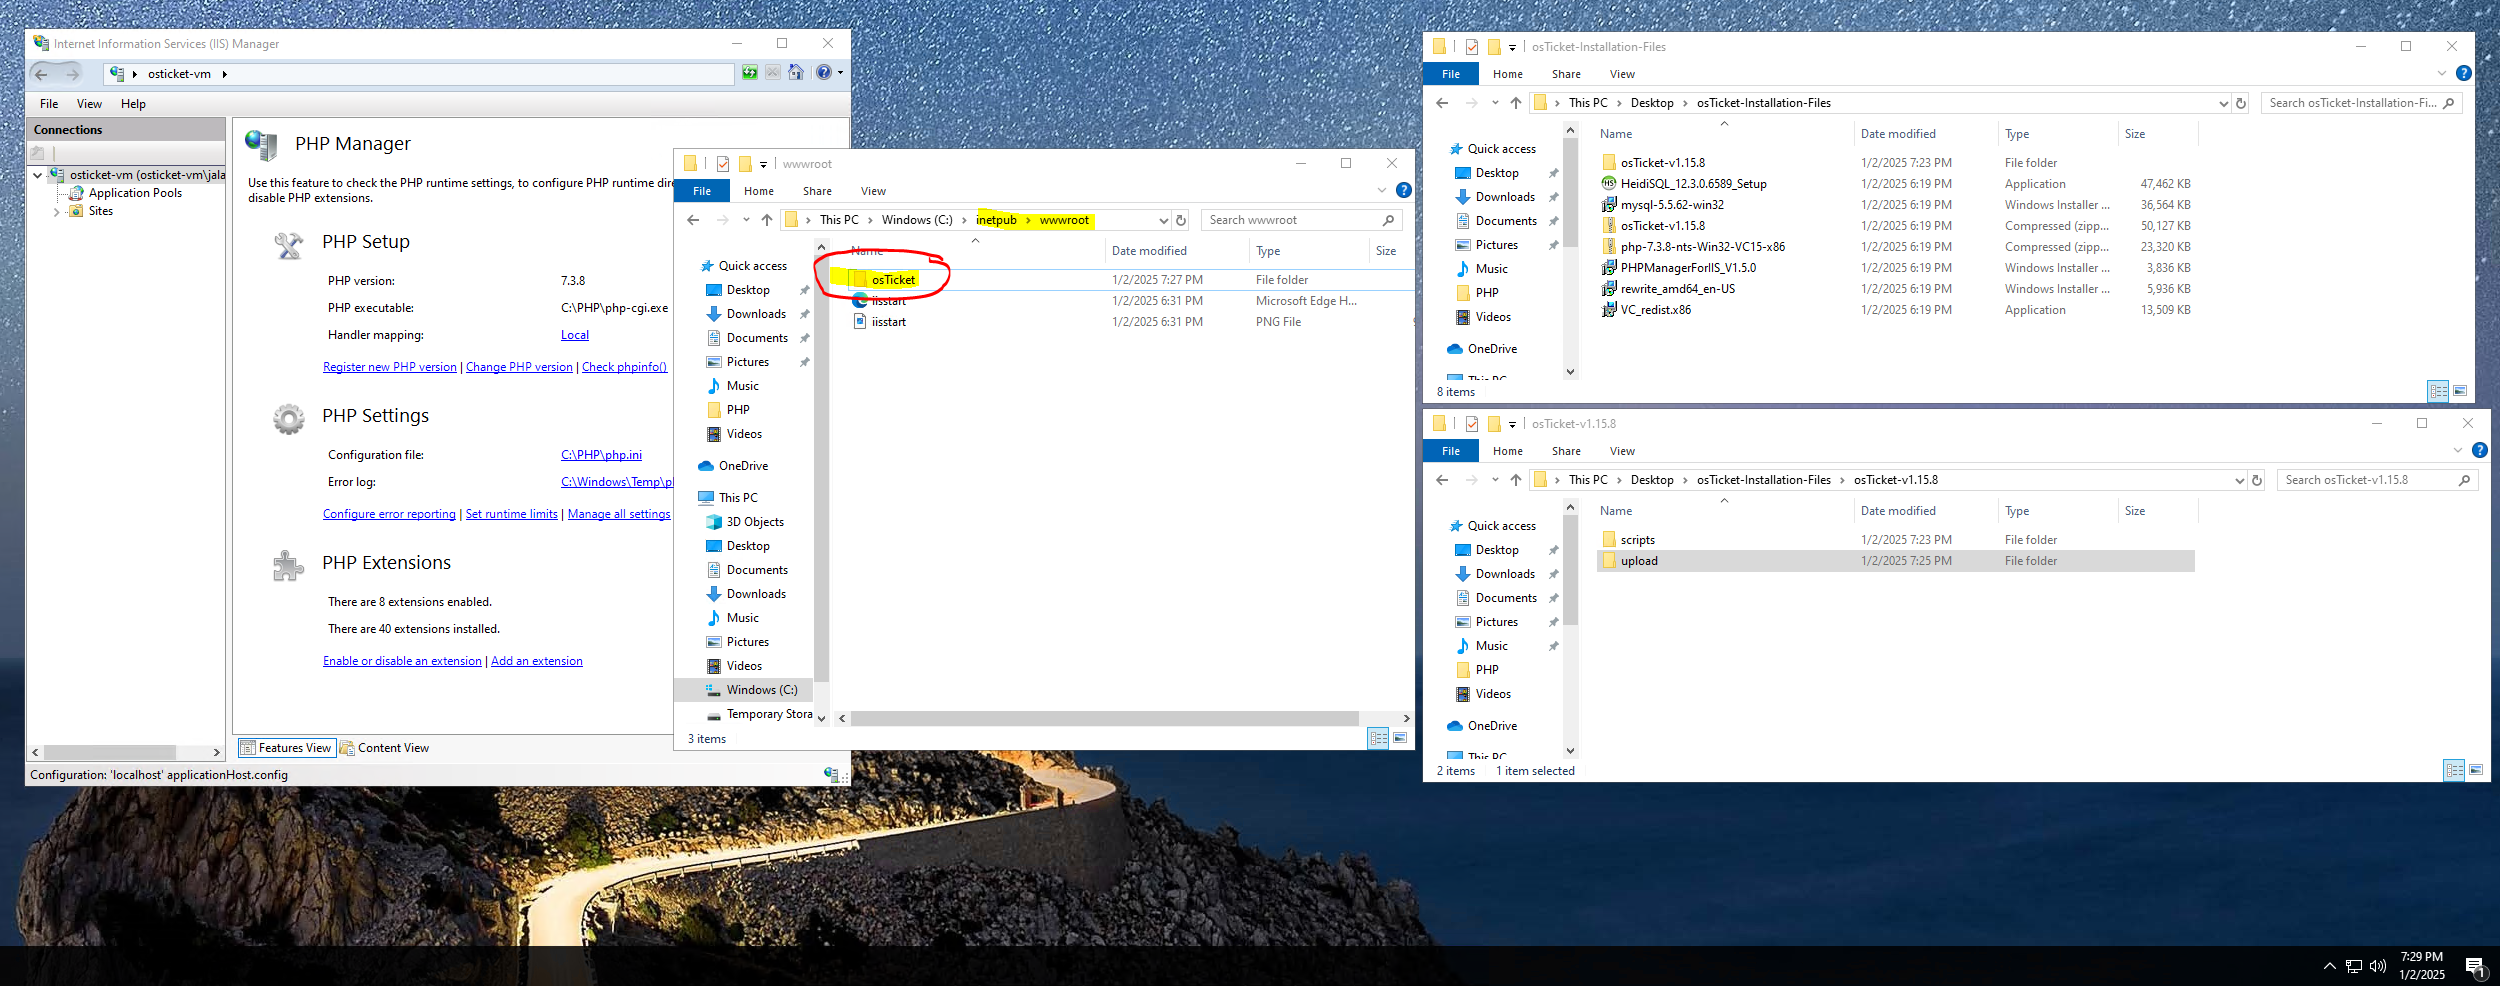 Internet Information Services (IIS) Manager
osticket-vm
File View Help
Connections
osticket-vm (osticket-vm\jala
Application Pools
Sites
PHP Manager
Use this feature to check the PHP runtime settings, to configure PHP runtime dire
disable PHP extensions.
PHP Setup
PHP version: 7.3.8
PHP executable: C:\PHP\php-cgi.exe
Handler mapping: Local
Register new PHP version | Change PHP version | Check phpinfo()
PHP Settings
Configuration file: C:\PHP\php.ini
Error log: C:\Windows\Temp\p
Configure error reporting | Set runtime limits | Manage all settings
PHP Extensions
There are 8 extensions enabled.
There are 40 extensions installed.
Enable or disable an extension | Add an extension
Features View Content View
Configuration: 'localhost' applicationHost.config
wwwroot
File Home Share View
This PC Windows (C:) inetpub wwwroot
Search wwwroot
Quick access
Desktop
Downloads
Documents
Pictures
Music
PHP
Videos
OneDrive
This PC
3D Objects
Desktop
Documents
Downloads
Music
Pictures
Videos
Windows (C:)
Temporary Stora
Name Date modified Type Size
osTicket 1/2/2025 7:27 PM File folder
iisstart 1/2/2025 6:31 PM Microsoft Edge H...
iisstart 1/2/2025 6:31 PM PNG File
3 items
osTicket-Installation-Files
File Home Share View
This PC Desktop osTicket-Installation-Files
Search osTicket-Installation-Fi...
Quick access
Desktop
Downloads
Documents
Pictures
Music
PHP
Videos
OneDrive
This PC
Name Date modified Type Size
osTicket-v1.15.8 1/2/2025 7:23 PM File folder
HeidiSQL_12.3.0.6589_Setup 1/2/2025 6:19 PM Application 47,462 KB
mysql-5.5.62-win32 1/2/2025 6:19 PM Windows Installer ... 36,564 KB
osTicket-v1.15.8 1/2/2025 6:19 PM Compressed (zipp... 50,127 KB
php-7.3.8-nts-Win32-VC15-x86 1/2/2025 6:19 PM Compressed (zipp... 23,320 KB
PHPManagerForIIS_V1.5.0 1/2/2025 6:19 PM Windows Installer ... 3,836 KB
rewrite_amd64_en-US 1/2/2025 6:19 PM Windows Installer ... 5,936 KB
VC_redist.x86 1/2/2025 6:19 PM Application 13,509 KB
8 items
osTicket-v1.15.8
File Home Share View
This PC Desktop osTicket-Installation-Files osTicket-v1.15.8
Search osTicket-v1.15.8
Quick access
Desktop
Downloads
Documents
Pictures
Music
PHP
Videos
OneDrive
This PC
Name Date modified Type Size
scripts 1/2/2025 7:23 PM File folder
upload 1/2/2025 7:25 PM File folder
2 items 1 item selected
7:29 PM
1/2/2025
1